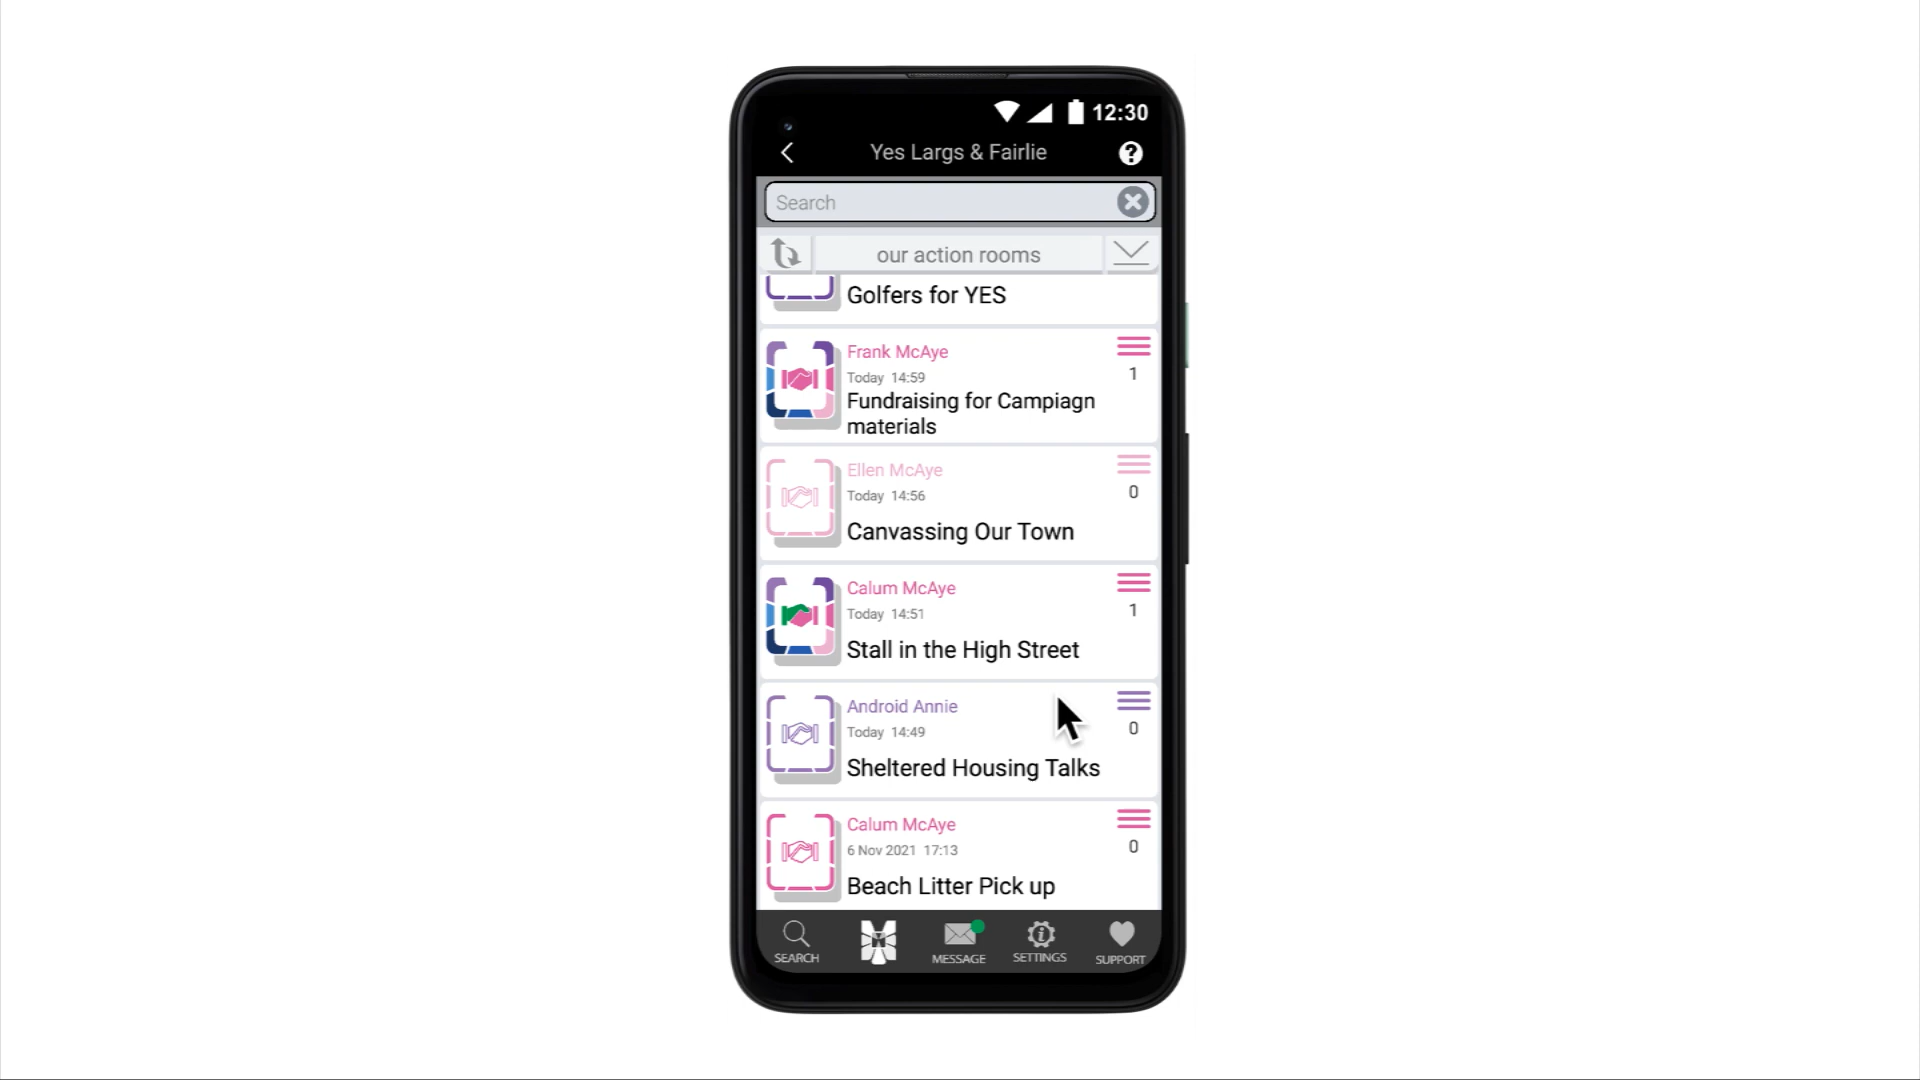 12:30
Yes Largs & Fairlie
Search
our action rooms
Golfers for YES
Frank McAye
Today 14:59
1
Fundraising for Campiagn
materials
Ellen McAye
Today 14:56
0
Canvassing Our Town
Calum McAye
Today 14:51
1
Stall in the High Street
Android Annie
Today 14:49
0
Sheltered Housing Talks
Calum McAye
6 Nov 2021 17:13
0
Beach Litter Pick up
SEARCH
MESSAGE
SETTINGS
SUPPORT